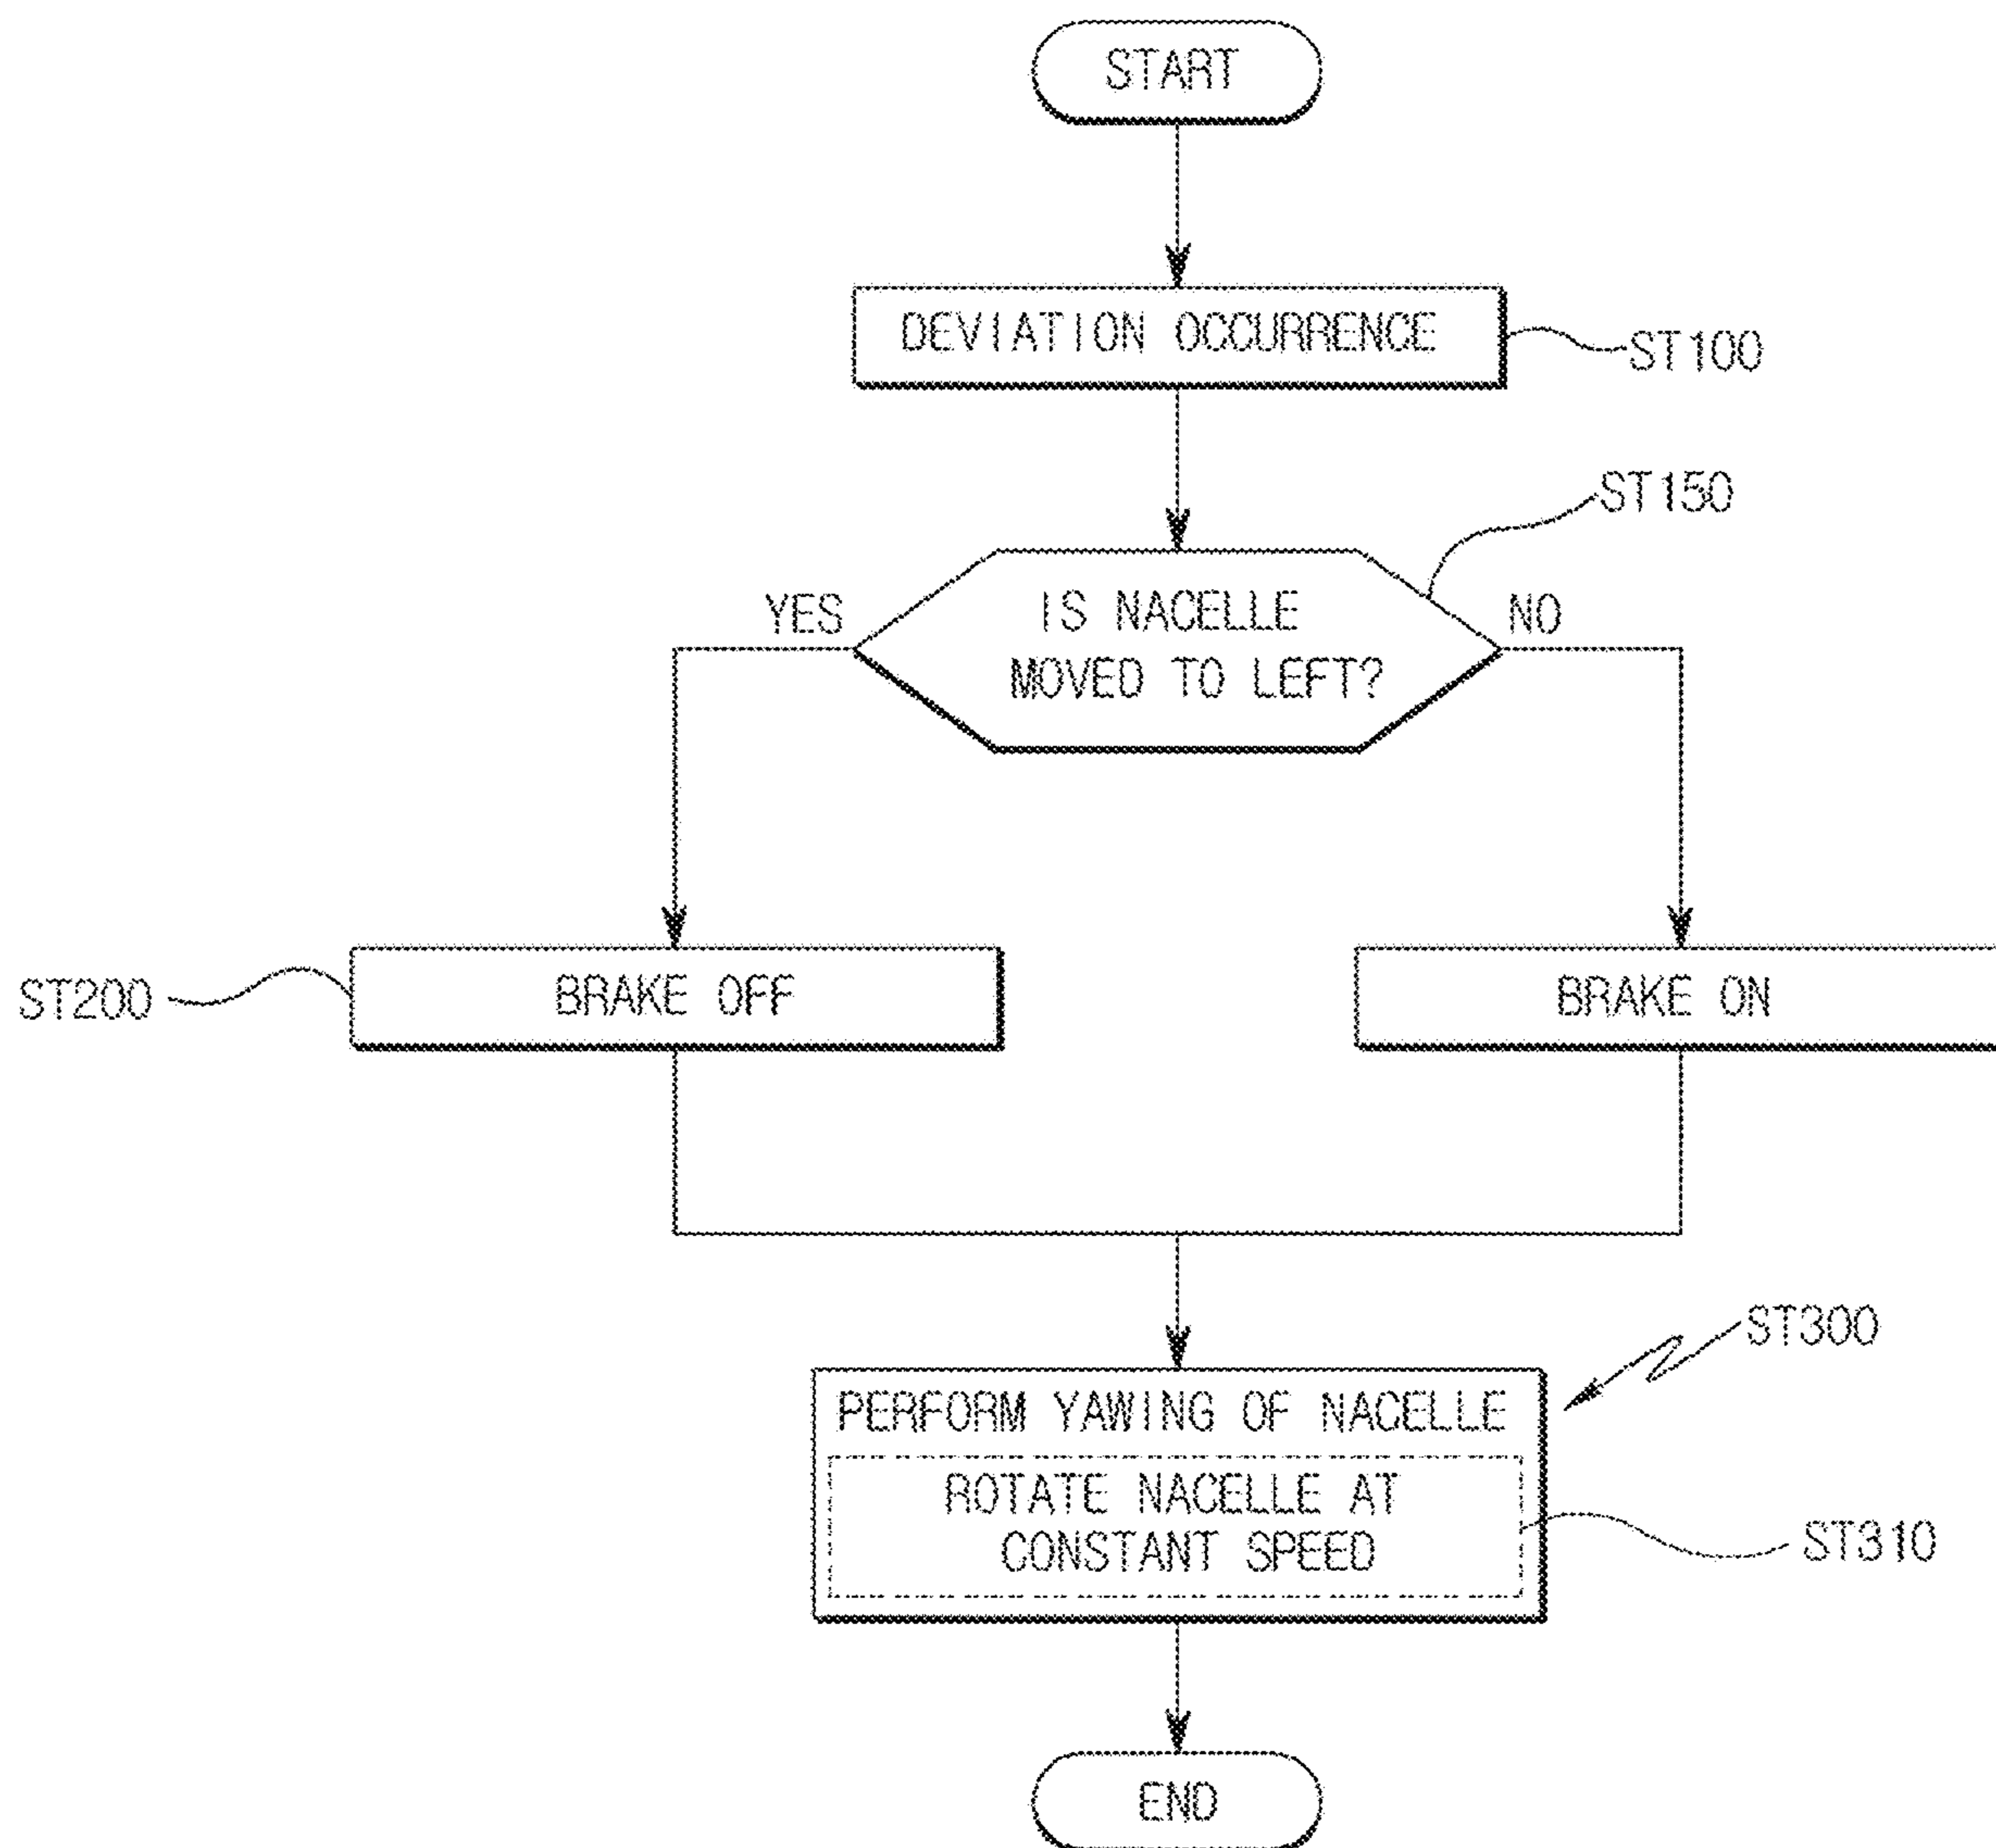 START
DEVIATION OCCURRENCE
ST100
ST150
YES
IS NACELLE
MOVED TO LEFT?
NO
ST200
BRAKE OFF
BRAKE ON
ST300
PERFORM YAWING OF NACELLE
ROTATE NACELLE AT
CONSTANT SPEED
ST310
END